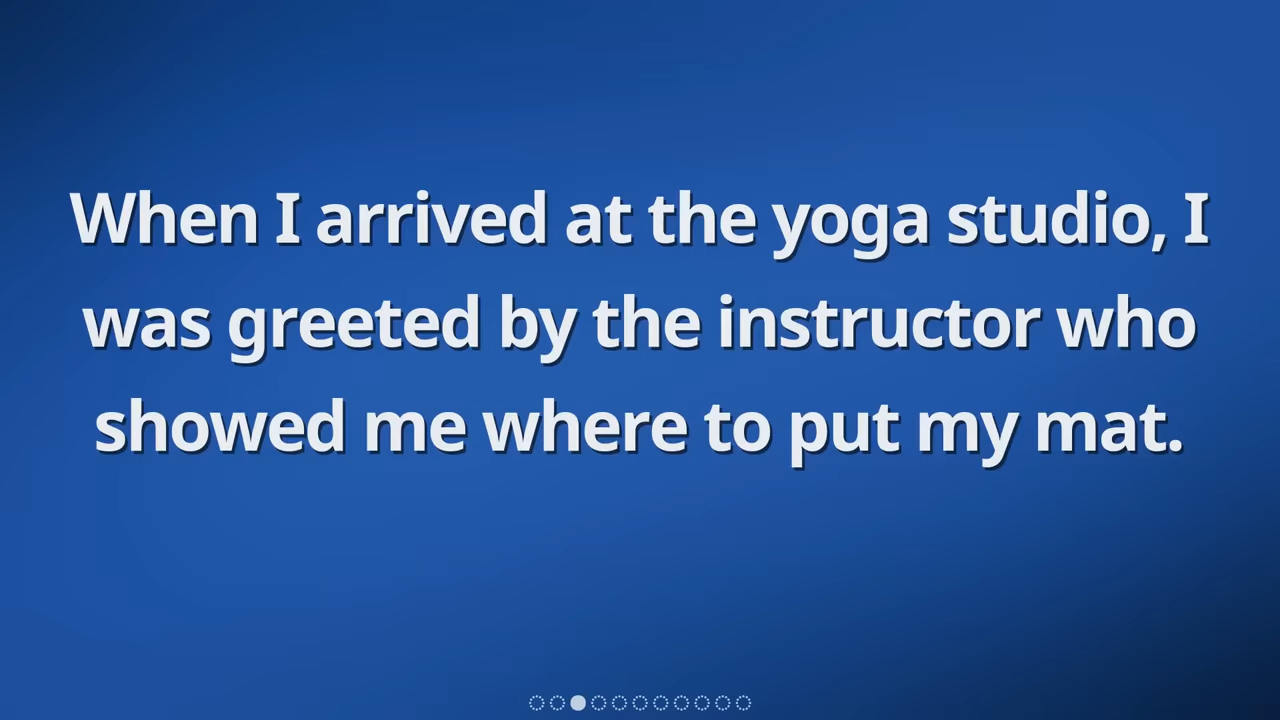 When I arrived at the yoga studio, I
was greeted by the instructor who
showed me where to put my mat.